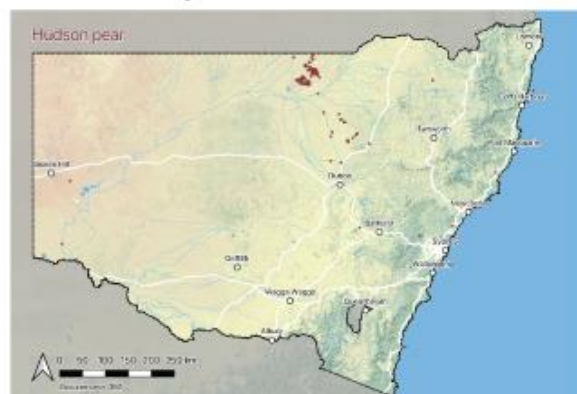 Hudson pear
Lismore
Coffs Harbour
Tamworth
Port Macquarie
Broken Hill
Dubbo
Newcastle
Bathurst
Sydney
Wollongong
Griffith
Wagga Wagga
Queanbeyan
Albury
0 50 100 150 200 250 km